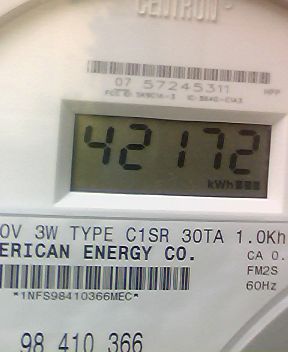 CENTRON
07 57245311
42172
kWh
0V 3W TYPE C1SR 30TA 1.0Kh
ERICAN ENERGY CO.
CA 0.
FM2S
60Hz
*1NFS98410366MEC*
98 410 366